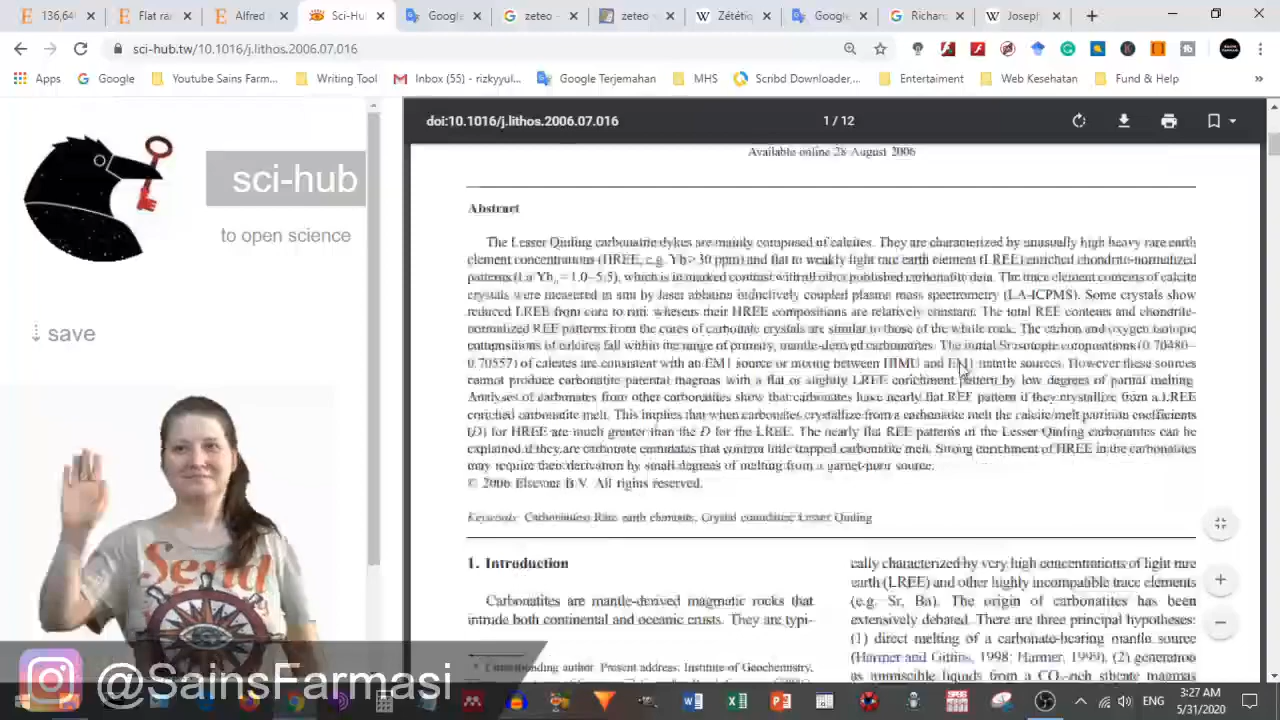 136,64
Flat ra
Alfred
Sci-Hu
Google
zeteo -
zeteo s
Zététiq
Google
Richar
Joseph
sci-hub.tw/10.1016/j.lithos.2006.07.016
Apps
Google
Youtube Sains Farm...
Writing Tool
Inbox (55) - rizkyyul...
Google Terjemahan
MHS
Scribd Downloader,...
Entertaiment
Web Kesehatan
Fund & Help
»
doi:10.1016/j.lithos.2006.07.016
1 / 12
sci-hub
to open science
↓ save
Available online 28 August 2006
Abstract
The Lesser Qinling carbonatite dykes are mainly composed of calcites. They are characterized by unusually high heavy rare earth
element concentrations (HREE, e.g. Yb>30 ppm) and flat to weakly light rare earth element (LREE) enriched chondrite-normalized
patterns (La/Ybn=1.0–5.5), which is in marked contrast with all other published carbonatite data. The trace element contents of calcite
crystals were measured in situ by laser ablation inductively coupled plasma mass spectrometry (LA-ICPMS). Some crystals show
reduced LREE from core to rim, whereas their HREE compositions are relatively constant. The total REE contents and chondrite-
normalized REE patterns from the cores of carbonate crystals are similar to those of the whole rock. The carbon and oxygen isotopic
compositions of calcites fall within the range of primary, mantle-derived carbonatites. The initial Sr isotopic compositions (0.70480–
0.70557) of calcites are consistent with an EM1 source or mixing between HIMU and EM1 mantle sources. However these sources
cannot produce carbonatite parental magmas with a flat or slightly LREE enrichment pattern by low degrees of partial melting.
Analyses of carbonates from other carbonatites show that carbonates have nearly flat REE pattern if they crystallize from a LREE
enriched carbonatite melt. This implies that when carbonates crystallize from a carbonatite melt the calcite/melt partition coefficients
(D) for HREE are much greater than the D for the LREE. The nearly flat REE patterns of the Lesser Qinling carbonatites can be
explained if they are carbonate cumulates that contain little trapped carbonatite melt. Strong enrichment of HREE in the carbonatites
may require their derivation by small degrees of melting from a garnet-poor source.
© 2006 Elsevier B.V. All rights reserved.
Keywords: Carbonatites; Rare earth elements; Crystal cumulates; Lesser Qinling
1. Introduction
Carbonatites are mantle-derived magmatic rocks that
intrude both continental and oceanic crusts. They are typi-
* Corresponding author. Present address: Institute of Geochemistry,
cally characterized by very high concentrations of light rare
earth (LREE) and other highly incompatible trace elements
(e.g. Sr, Ba). The origin of carbonatites has been
extensively debated. There are three principal hypotheses:
(1) direct melting of a carbonate-bearing mantle source
(Harmer and Gittins, 1998; Harmer, 1999), (2) generation
as immiscible liquids from a CO2-rich silicate magmas
Send
@SainsFarmasi
ENG
3:27 AM
5/31/2020